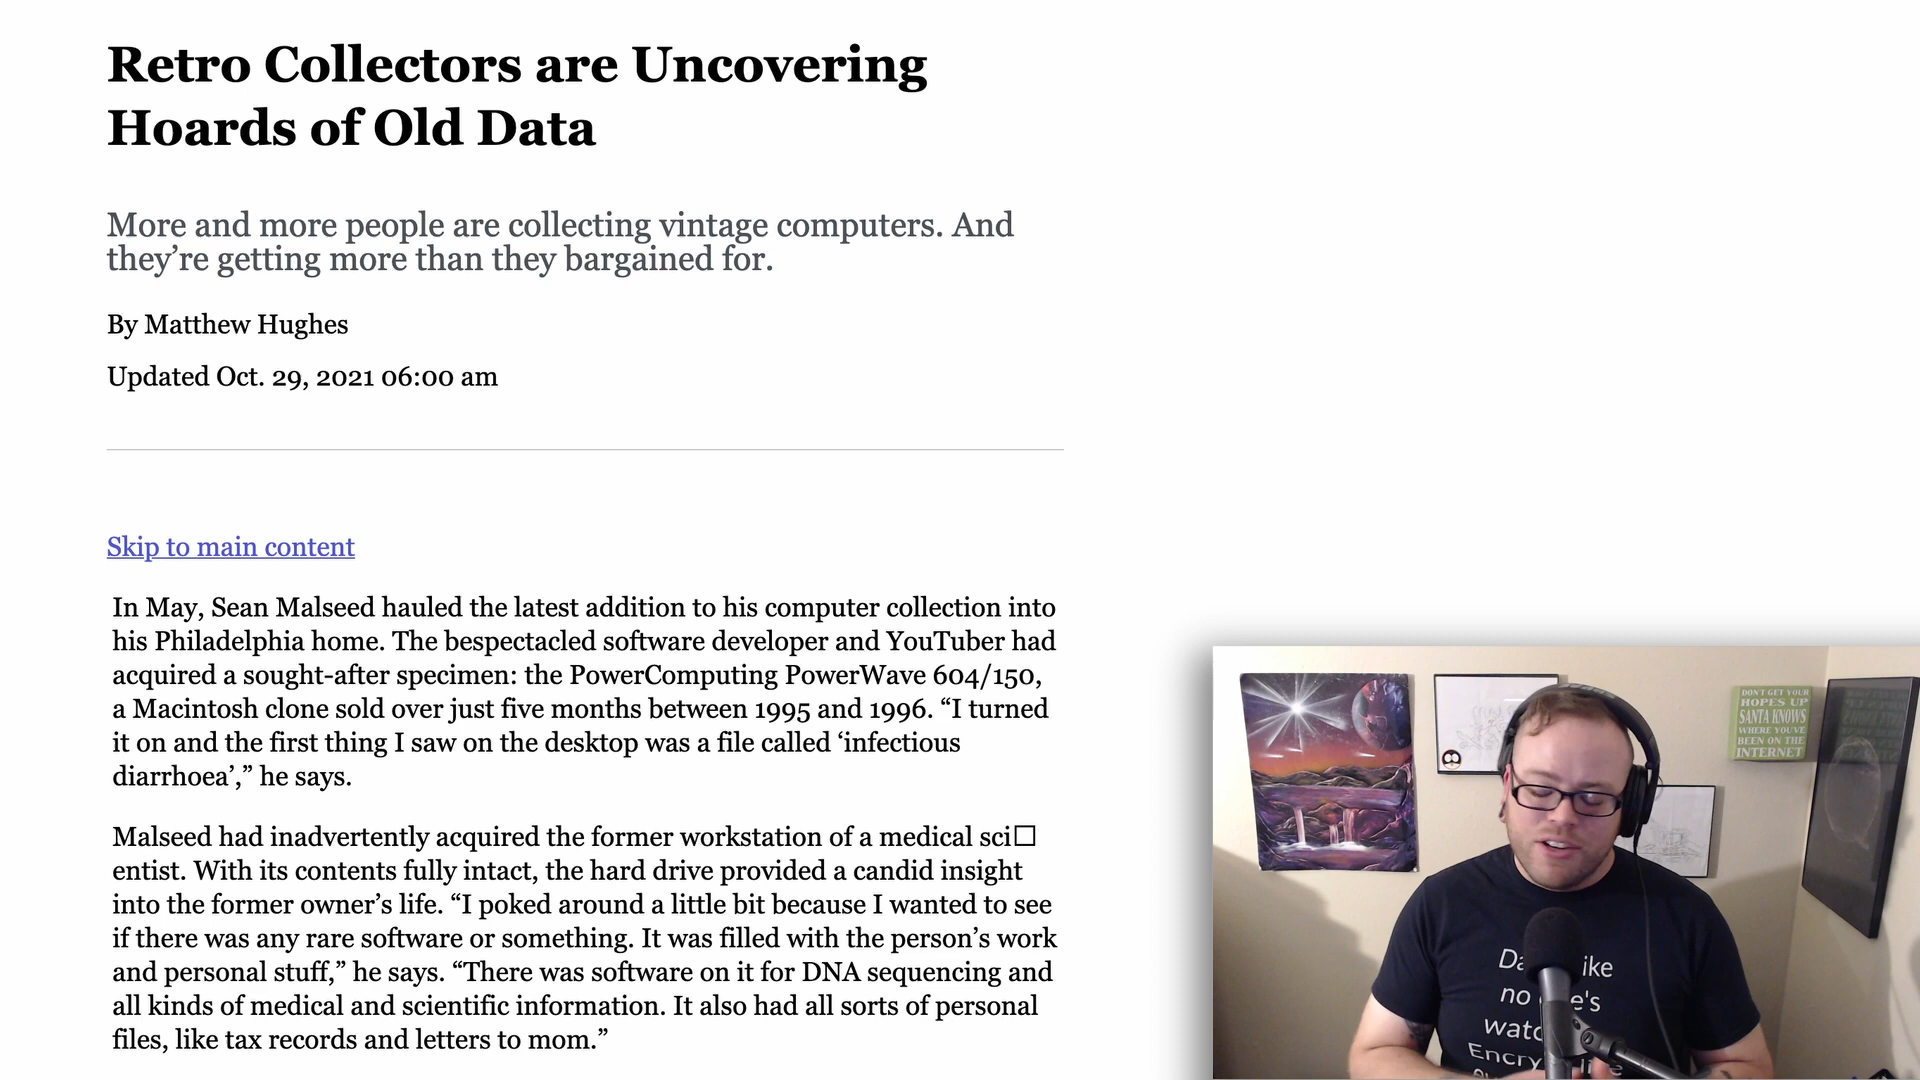 Retro Collectors are Uncovering
Hoards of Old Data
More and more people are collecting vintage computers. And
they’re getting more than they bargained for.
By Matthew Hughes
Updated Oct. 29, 2021 06:00 am
Skip to main content
In May, Sean Malseed hauled the latest addition to his computer collection into
his Philadelphia home. The bespectacled software developer and YouTuber had
acquired a sought-after specimen: the PowerComputing PowerWave 604/150,
a Macintosh clone sold over just five months between 1995 and 1996. “I turned
it on and the first thing I saw on the desktop was a file called ‘infectious
diarrhoea’,” he says.
Malseed had inadvertently acquired the former workstation of a medical sci□
entist. With its contents fully intact, the hard drive provided a candid insight
into the former owner’s life. “I poked around a little bit because I wanted to see
if there was any rare software or something. It was filled with the person’s work
and personal stuff,” he says. “There was software on it for DNA sequencing and
all kinds of medical and scientific information. It also had all sorts of personal
files, like tax records and letters to mom.”
DON'T GET YOUR
HOPES UP
SANTA KNOWS
WHERE YOU'VE
BEEN ON THE
INTERNET
no